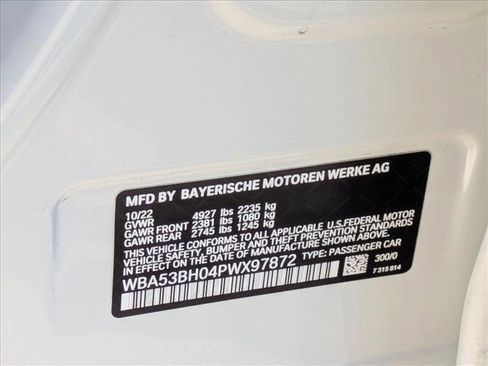 MFD BY BAYERISCHE MOTOREN WERKE AG
10/22
GVWR 4927 lbs 2235 kg
GAWR FRONT 2381 lbs 1080 kg
GAWR REAR 2745 lbs 1245 kg
THIS VEHICLE CONFORMS TO ALL APPLICABLE U.S.FEDERAL MOTOR
VEHICLE SAFETY, BUMPER AND THEFT PREVENTION STANDARDS
IN EFFECT ON THE DATE OF MANUFACTURE SHOWN ABOVE.
WBA53BH04PWX97872 TYPE: PASSENGER CAR
300/0
7 315 014